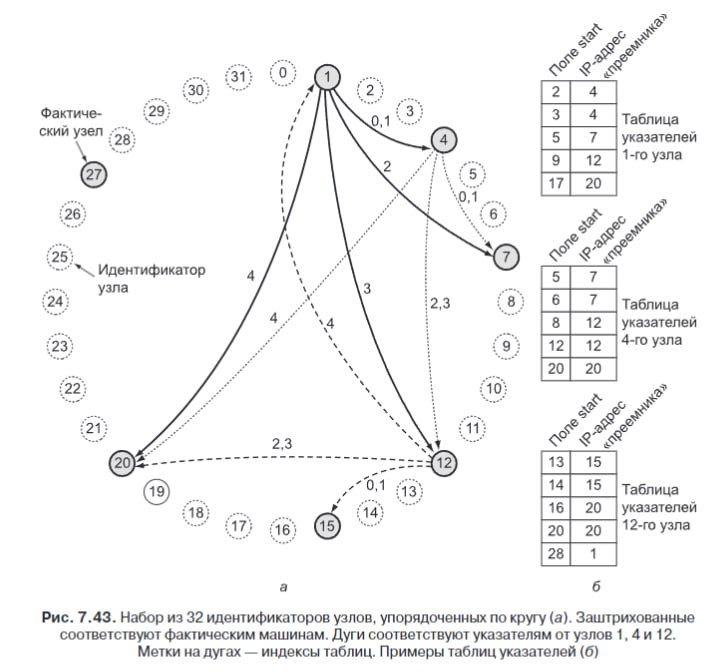 0
1
2
3
4
5
6
7
8
9
10
11
12
13
14
15
16
17
18
19
20
21
22
23
24
25
26
27
28
29
30
31
Фактиче-
ский узел
Идентификатор
узла
0,1
2
0,1
4
3
2,3
4
4
2,3
0,1
а
Поле start
IP-адрес
«преемника»
2 4
3 4
5 7
9 12
17 20
Таблица
указателей
1-го узла
Поле start
IP-адрес
«преемника»
5 7
6 7
8 12
12 12
20 20
Таблица
указателей
4-го узла
Поле start
IP-адрес
«преемника»
13 15
14 15
16 20
20 20
28 1
Таблица
указателей
12-го узла
б
Рис. 7.43. Набор из 32 идентификаторов узлов, упорядоченных по кругу (а). Заштрихованные
соответствуют фактическим машинам. Дуги соответствуют указателям от узлов 1, 4 и 12.
Метки на дугах — индексы таблиц. Примеры таблиц указателей (б)